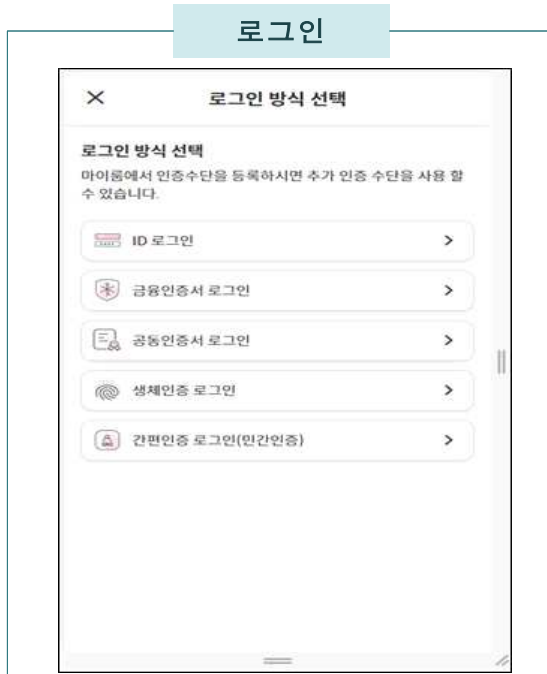 로그인
로그인 방식 선택
로그인 방식 선택
마이룸에서 인증수단을 등록하시면 추가 인증 수단을 사용 할
수 있습니다.
ID 로그인
금융인증서 로그인
공동인증서 로그인
생체인증 로그인
간편인증 로그인(민간인증)